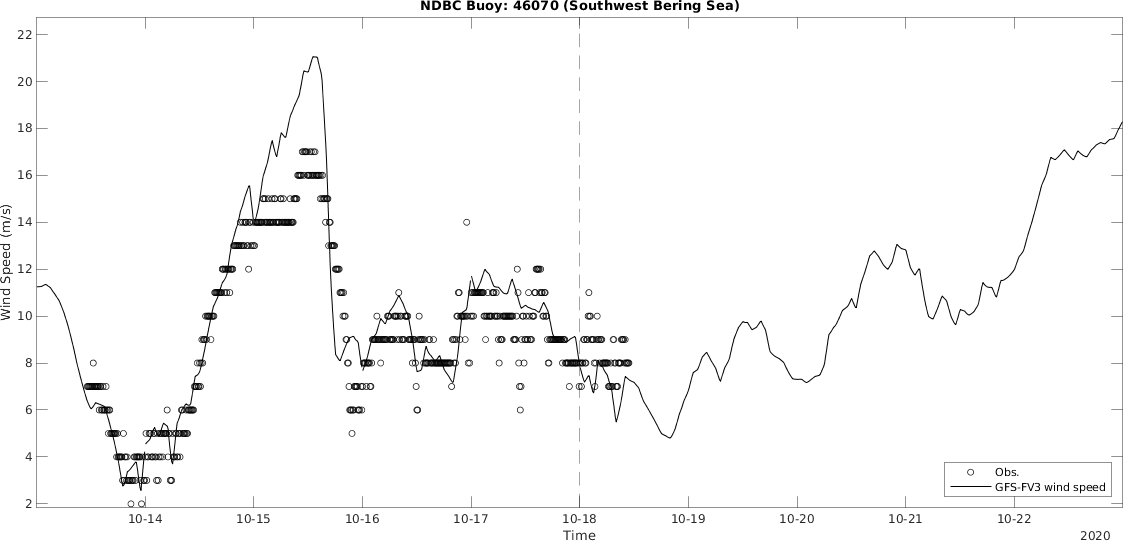 NDBC Buoy: 46070 (Southwest Bering Sea)
22
20
18
16
14
12
10
8
6
4
2
Wind Speed (m/s)
Obs.
GFS-FV3 wind speed
10-14 10-15 10-16 10-17 10-18 10-19 10-20 10-21 10-22
Time
2020